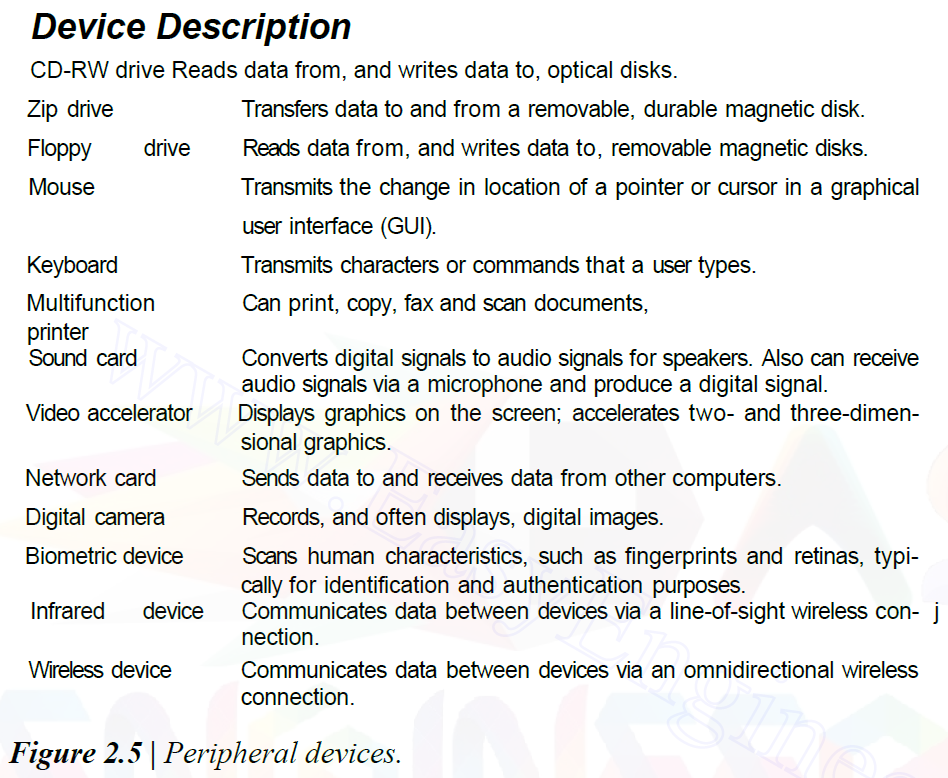 Device Description
CD-RW drive Reads data from, and writes data to, optical disks.
Zip drive Transfers data to and from a removable, durable magnetic disk.
Floppy drive Reads data from, and writes data to, removable magnetic disks.
Mouse Transmits the change in location of a pointer or cursor in a graphical
user interface (GUI).
Keyboard Transmits characters or commands that a user types.
Multifunction Can print, copy, fax and scan documents,
printer
Sound card Converts digital signals to audio signals for speakers. Also can receive
audio signals via a microphone and produce a digital signal.
Video accelerator Displays graphics on the screen; accelerates two- and three-dimen-
sional graphics.
Network card Sends data to and receives data from other computers.
Digital camera Records, and often displays, digital images.
Biometric device Scans human characteristics, such as fingerprints and retinas, typi-
cally for identification and authentication purposes.
Infrared device Communicates data between devices via a line-of-sight wireless con- j
nection.
Wireless device Communicates data between devices via an omnidirectional wireless
connection.
Figure 2.5 | Peripheral devices.